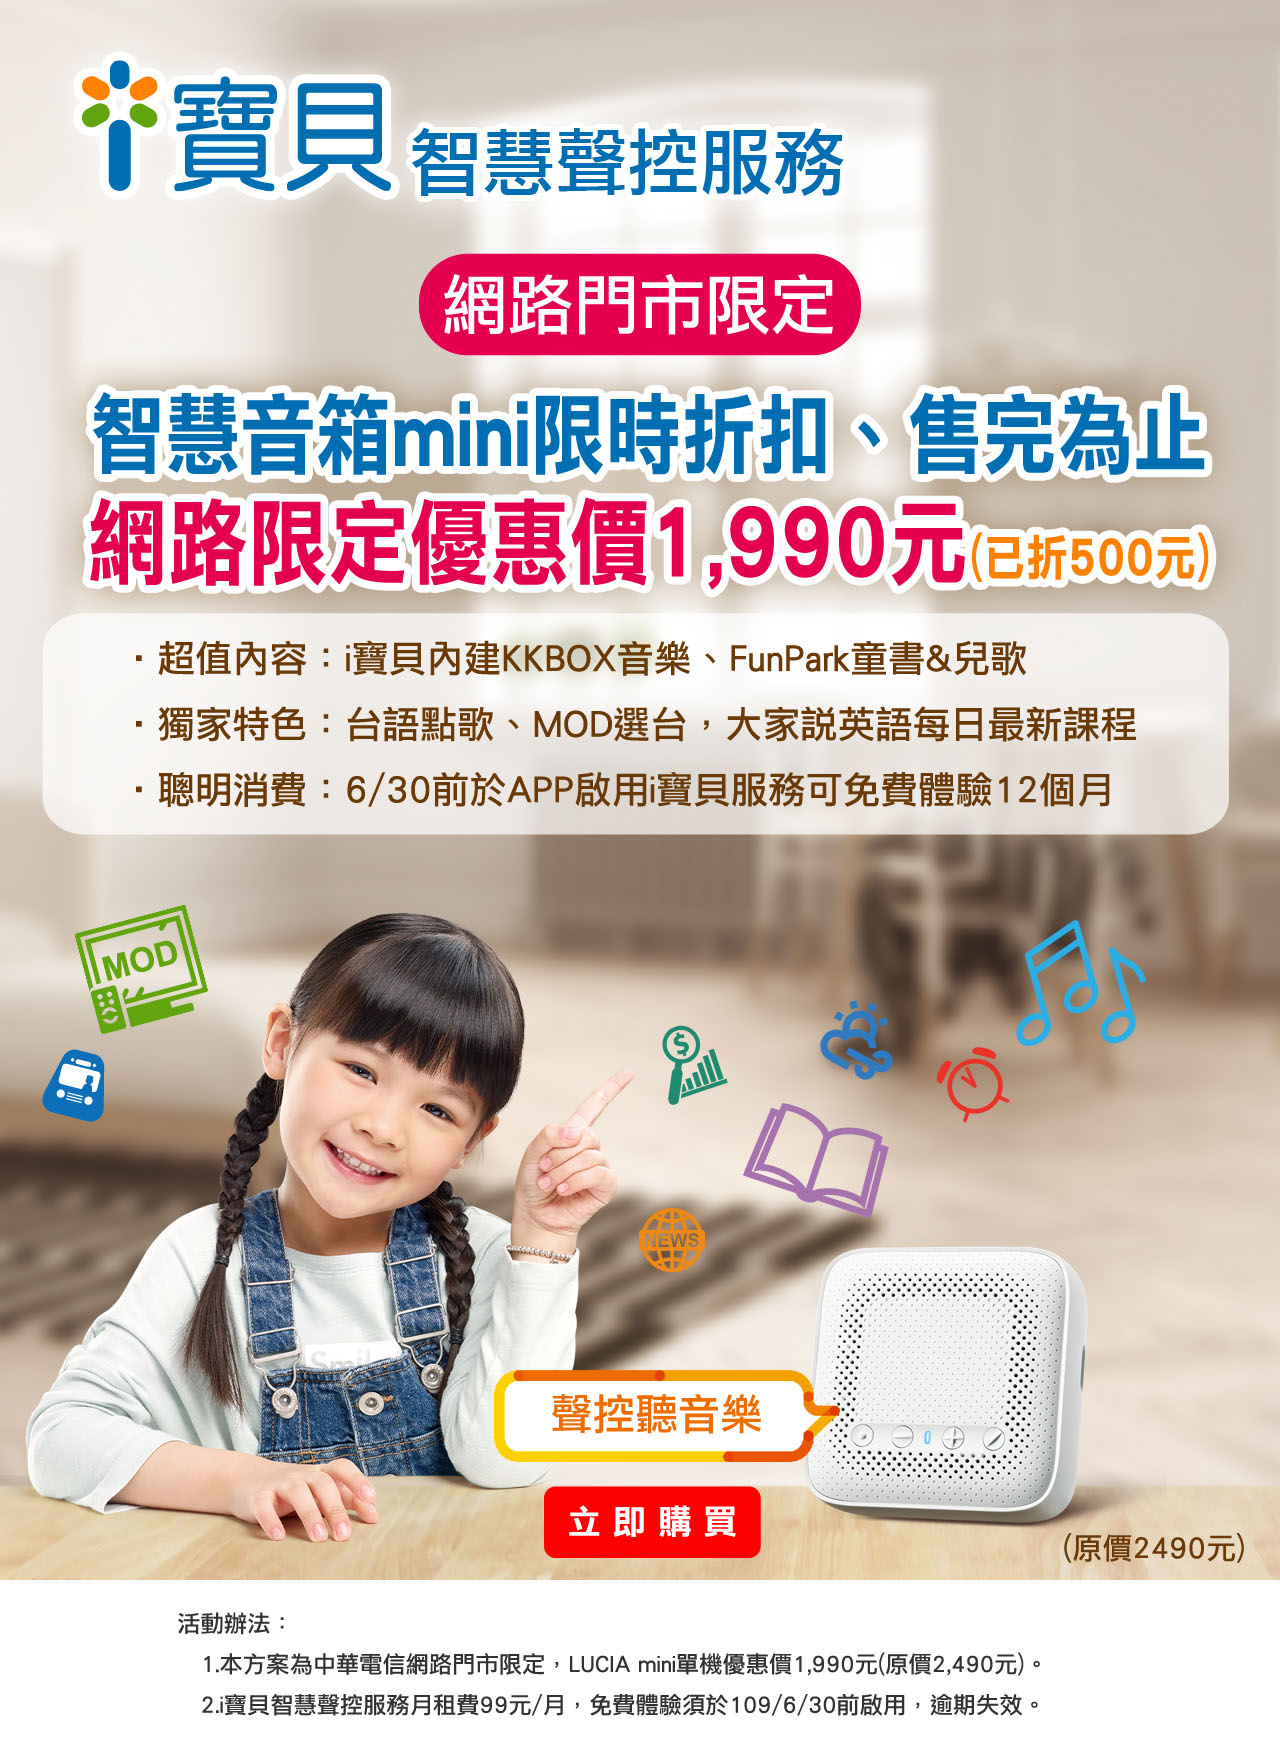 i寶貝 智慧聲控服務
網路門市限定
智慧音箱mini限時折扣、售完為止
網路限定優惠價1,990元(已折500元)
·超值內容：i寶貝內建KKBOX音樂、FunPark童書&兒歌
·獨家特色：台語點歌、MOD選台，大家說英語每日最新課程
·聰明消費：6/30前於APP啟用i寶貝服務可免費體驗12個月
MOD
$
NEWS
聲控聽音樂
立即購買
(原價2490元)
活動辦法：
1.本方案為中華電信網路門市限定，LUCIA mini單機優惠價1,990元(原價2,490元)。
2.i寶貝智慧聲控服務月租費99元/月，免費體驗須於109/6/30前啟用，逾期失效。